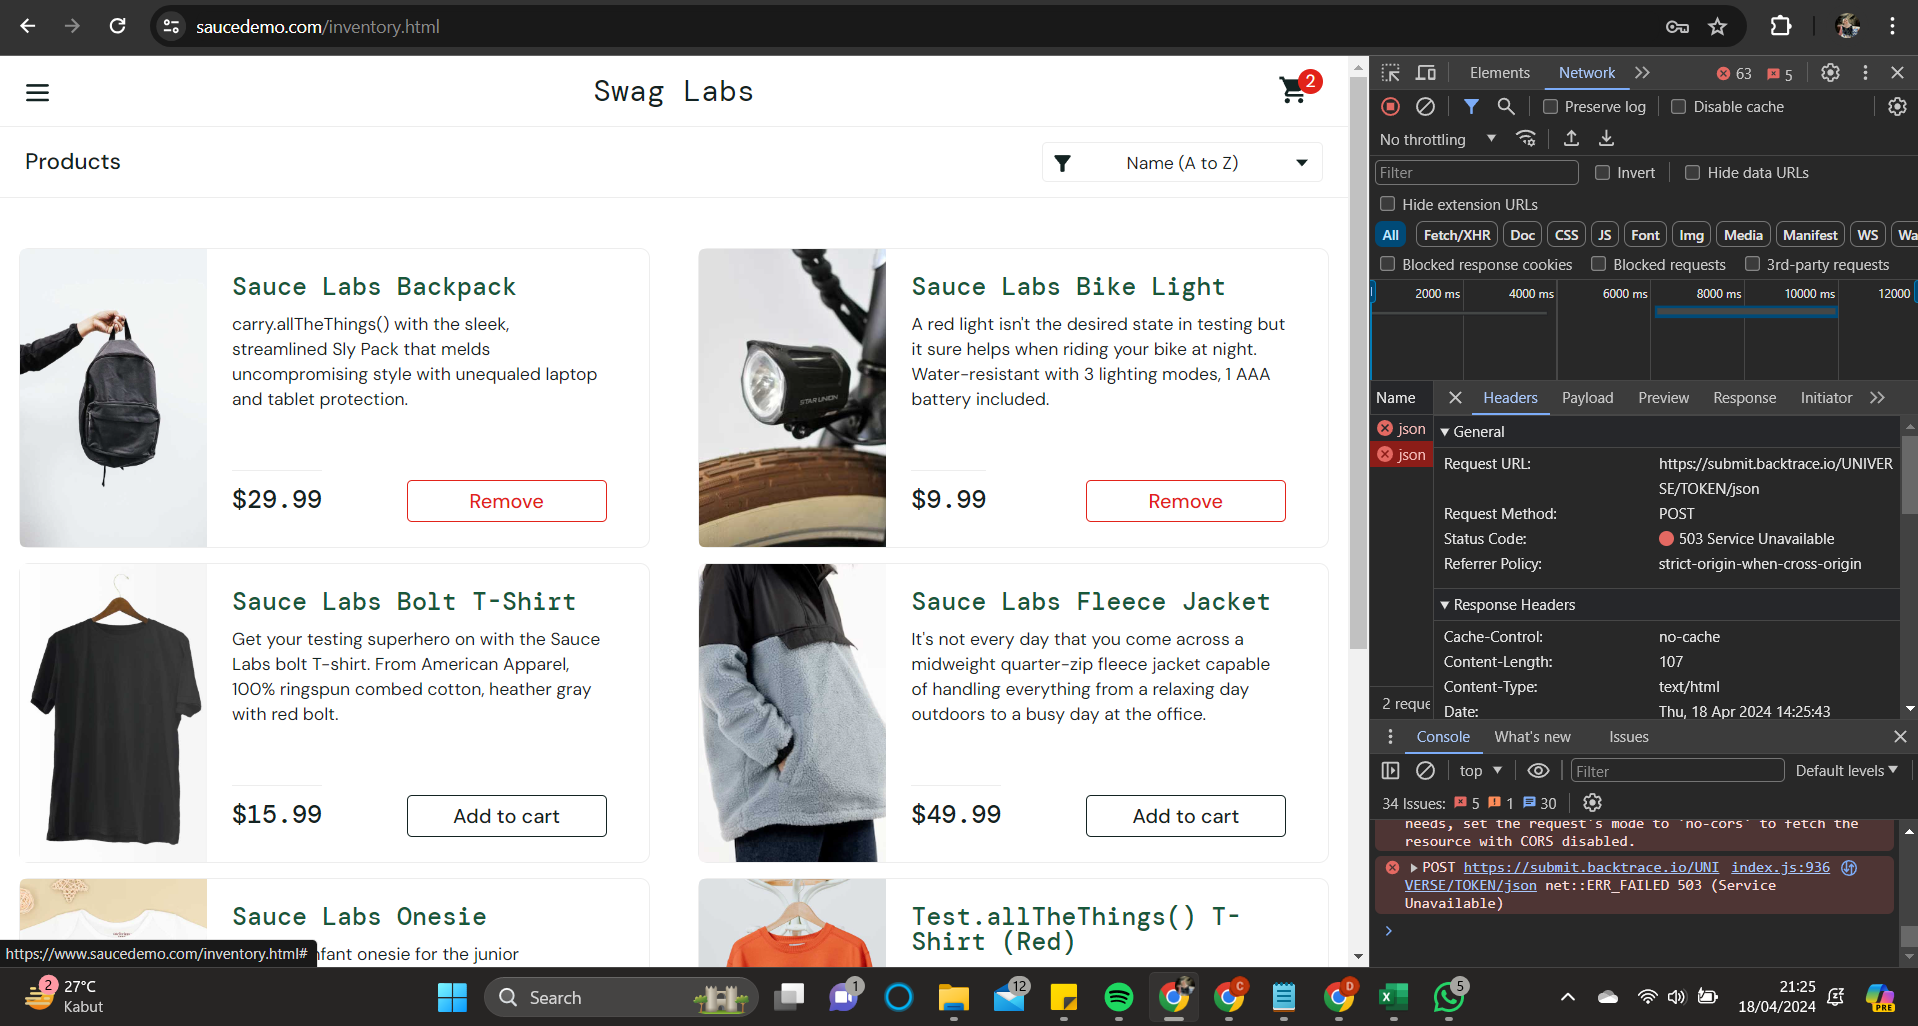 saucedemo.com/inventory.html
Swag Labs
2
Products
Name (A to Z)
Sauce Labs Backpack
carry.allTheThings() with the sleek,
streamlined Sly Pack that melds
uncompromising style with unequaled laptop
and tablet protection.
$29.99
Remove
STAR UNION
Sauce Labs Bike Light
A red light isn't the desired state in testing but
it sure helps when riding your bike at night.
Water-resistant with 3 lighting modes, 1 AAA
battery included.
$9.99
Remove
Sauce Labs Bolt T-Shirt
Get your testing superhero on with the Sauce
Labs bolt T-shirt. From American Apparel,
100% ringspun combed cotton, heather gray
with red bolt.
$15.99
Add to cart
Sauce Labs Fleece Jacket
It's not every day that you come across a
midweight quarter-zip fleece jacket capable
of handling everything from a relaxing day
outdoors to a busy day at the office.
$49.99
Add to cart
Sauce Labs Onesie
nfant onesie for the junior
Test.allTheThings() T-
Shirt (Red)
https://www.saucedemo.com/inventory.html#
Elements Network 63 5
Preserve log Disable cache
No throttling
Filter Invert Hide data URLs
Hide extension URLs
All Fetch/XHR Doc CSS JS Font Img Media Manifest WS Wa
Blocked response cookies Blocked requests 3rd-party requests
2000 ms 4000 ms 6000 ms 8000 ms 10000 ms 12000
Name Headers Payload Preview Response Initiator
json
json
2 reque
General
Request URL: https://submit.backtrace.io/UNIVER
SE/TOKEN/json
Request Method: POST
Status Code: 503 Service Unavailable
Referrer Policy: strict-origin-when-cross-origin
Response Headers
Cache-Control: no-cache
Content-Length: 107
Content-Type: text/html
Date: Thu, 18 Apr 2024 14:25:43
Console What's new Issues
top Filter Default levels
34 Issues: 5 1 30
needs, set the request's mode to 'no-cors' to fetch the
resource with CORS disabled.
POST https://submit.backtrace.io/UNI index.js:936
VERSE/TOKEN/json net::ERR_FAILED 503 (Service
Unavailable)
2
27°C
Kabut
Search
1
12
C
D
5
21:25
18/04/2024
PRE